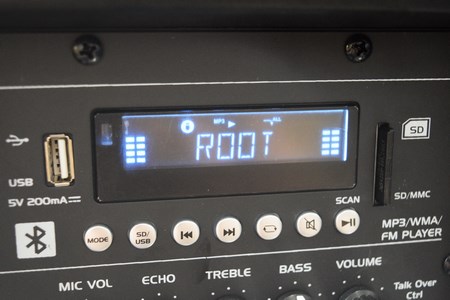 MP3 ALL
ROOT
SD
USB
5V 200mA
SD/MMC
SCAN
MODE SD/USB
MP3/WMA/
FM PLAYER
MIC VOL ECHO TREBLE BASS VOLUME
Talk Over
Ctrl